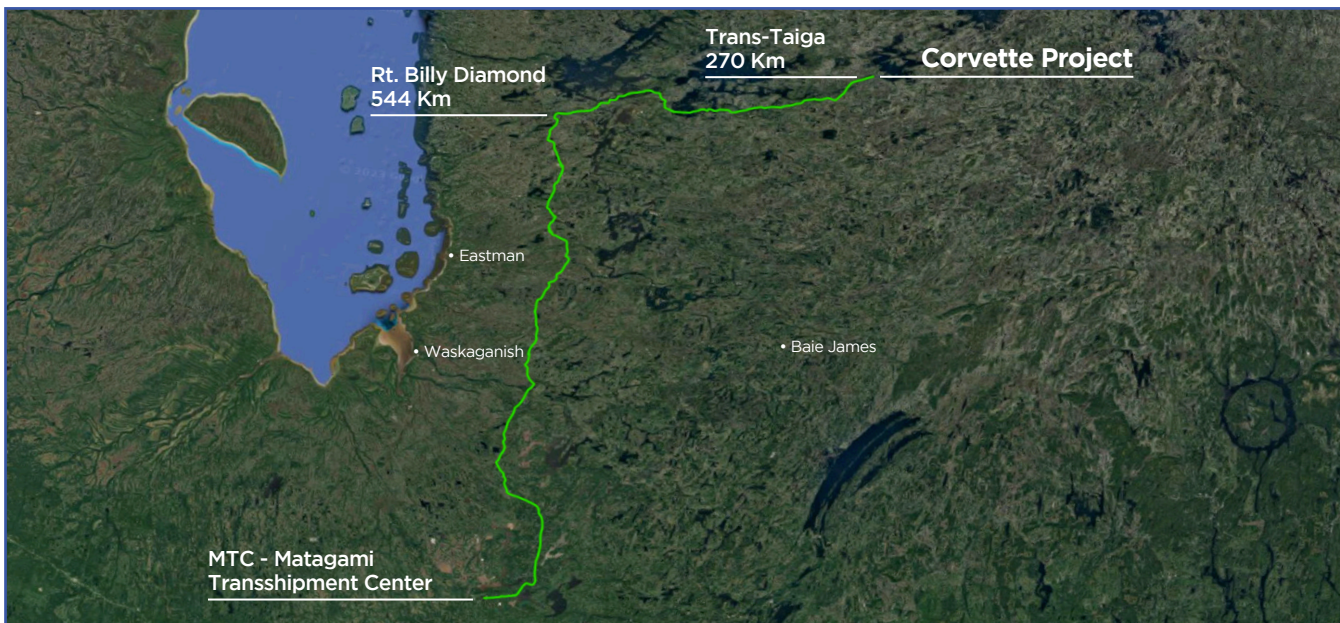 Trans-Taiga
270 Km
Corvette Project
Rt. Billy Diamond
544 Km
• Eastman
• Waskaganish
• Baie James
MTC - Matagami
Transshipment Center